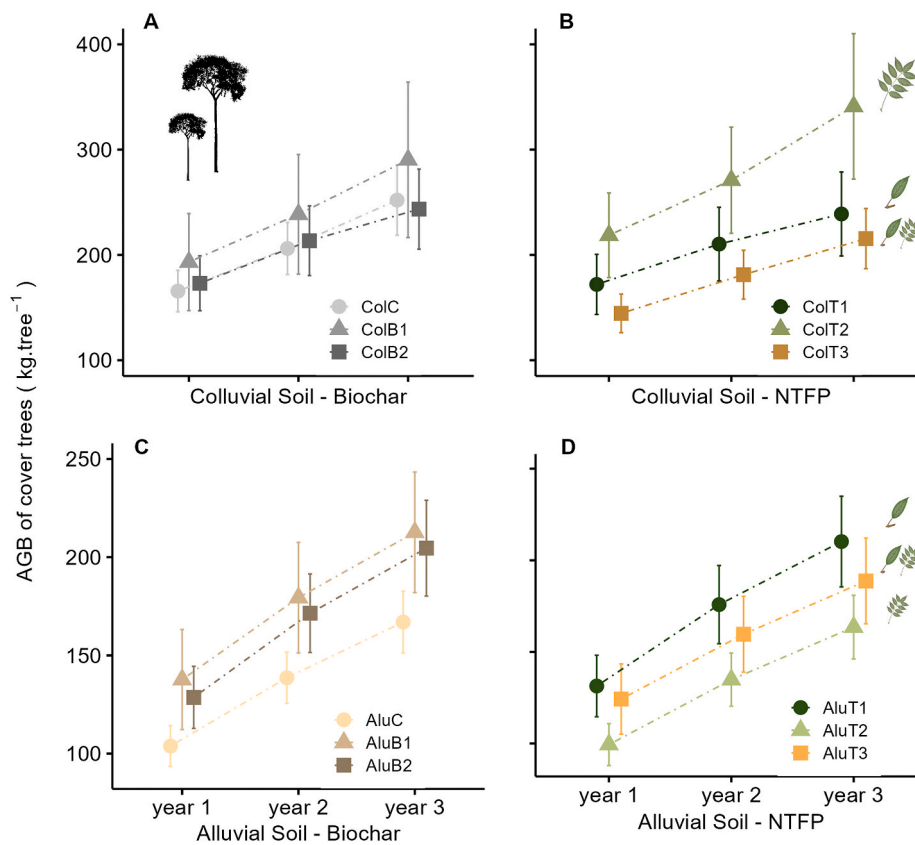 A
B
400
300
200
100
ColC
ColB1
ColB2
ColT1
ColT2
ColT3
Colluvial Soil - Biochar
Colluvial Soil - NTFP
AGB of cover trees ( kg.tree⁻¹ )
C
D
250
200
150
100
AluC
AluB1
AluB2
AluT1
AluT2
AluT3
year 1 year 2 year 3
year 1 year 2 year 3
Alluvial Soil - Biochar
Alluvial Soil - NTFP